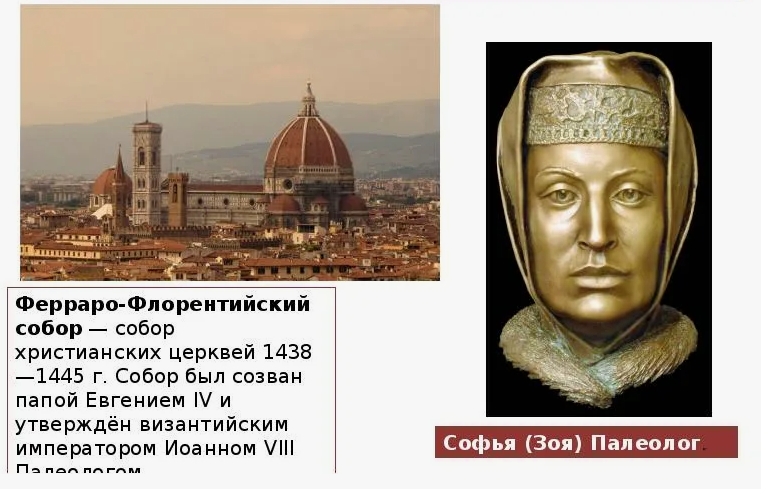 Ферраро-Флорентийский
собор — собор
христианских церквей 1438
—1445 г. Собор был созван
папой Евгением IV и
утверждён византийским
императором Иоанном VIII
Палеологом
Софья (Зоя) Палеолог.